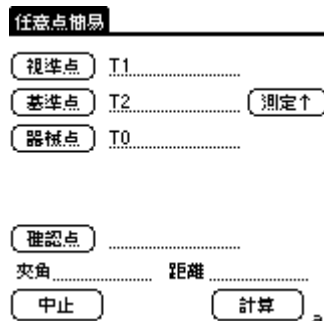 任意点簡易
視準点 T1
基準点 T2 測定↑
器械点 T0
確認点
夾角 距離
中止 計算 a